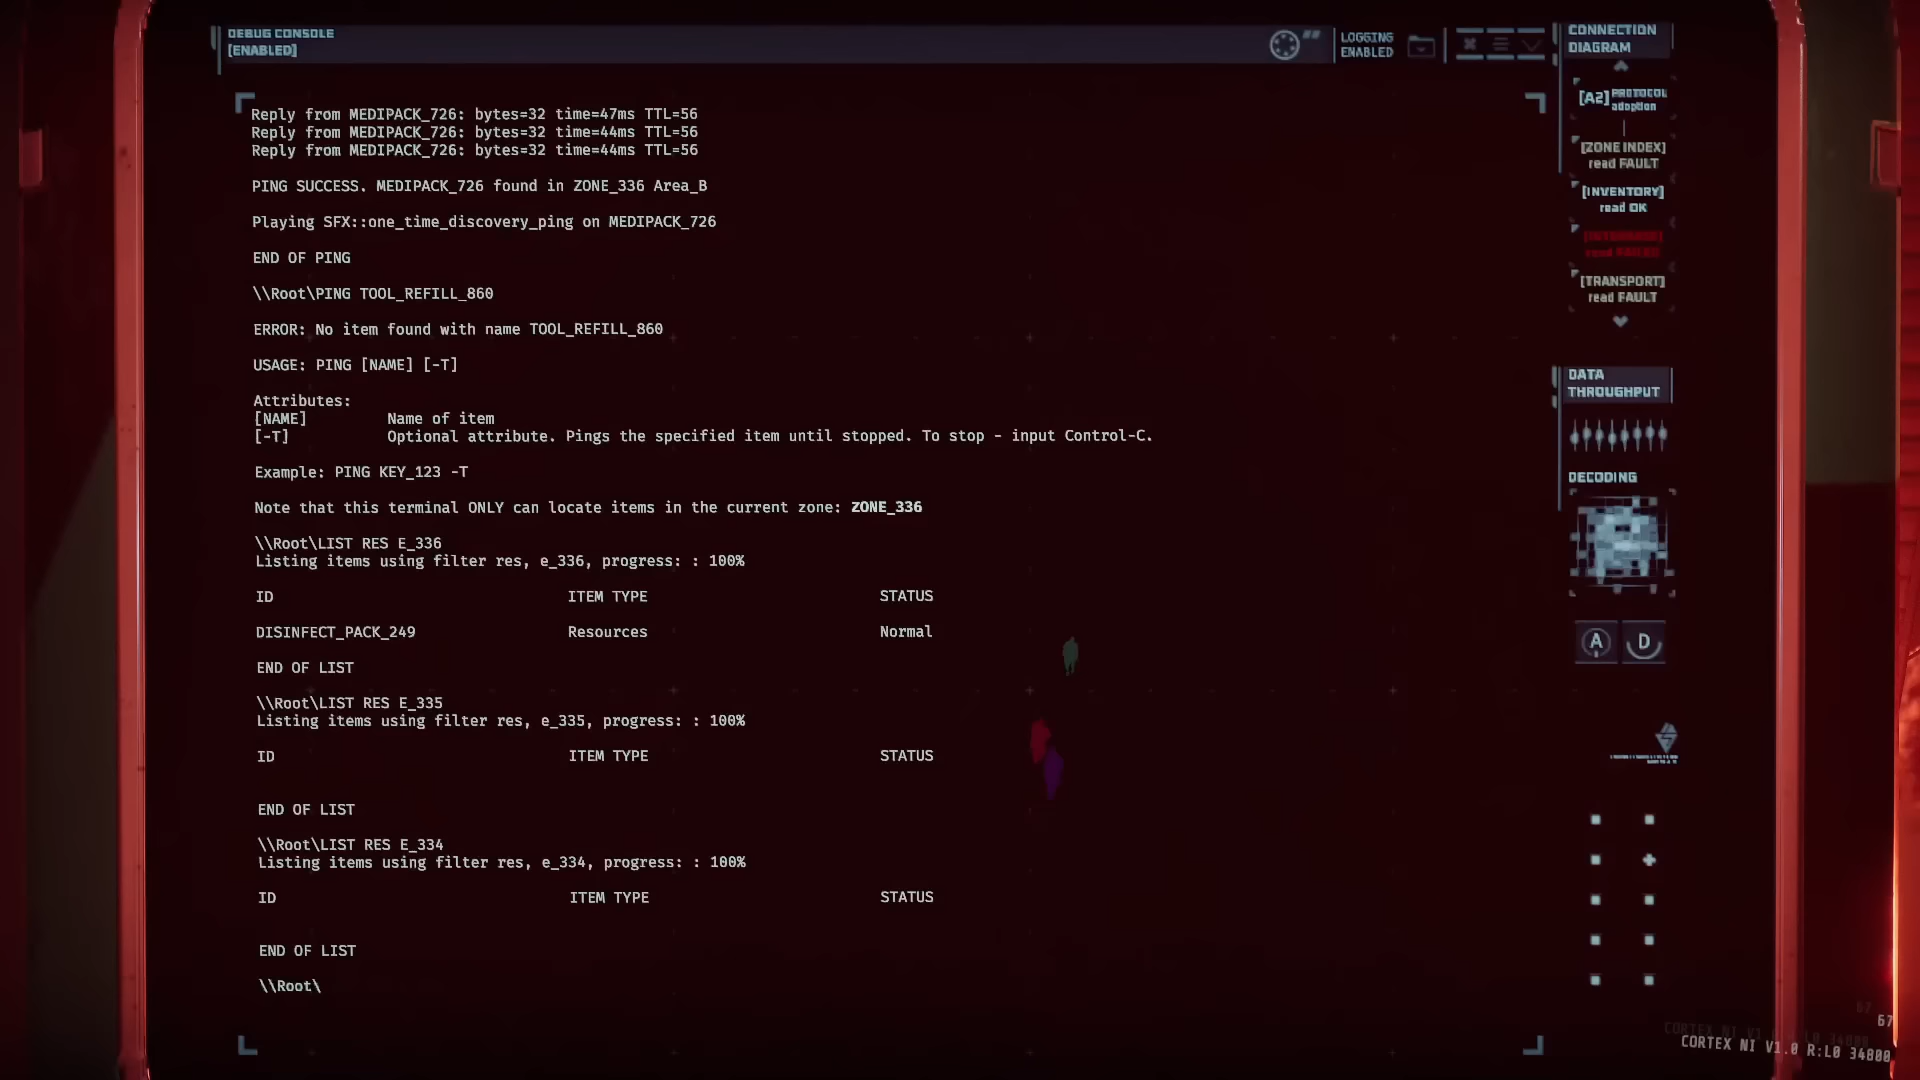 DEBUG CONSOLE
[ENABLED]
LOGGING
ENABLED
CONNECTION
DIAGRAM
[A2] PROTOCOL
adoption
[ZONE INDEX]
read FAULT
[INVENTORY]
read OK
read FAILED
[TRANSPORT]
read FAULT
DATA
THROUGHPUT
DECODING
A D
Reply from MEDIPACK_726: bytes=32 time=47ms TTL=56
Reply from MEDIPACK_726: bytes=32 time=44ms TTL=56
Reply from MEDIPACK_726: bytes=32 time=44ms TTL=56
PING SUCCESS. MEDIPACK_726 found in ZONE_336 Area_B
Playing SFX::one_time_discovery_ping on MEDIPACK_726
END OF PING
\\Root\PING TOOL_REFILL_860
ERROR: No item found with name TOOL_REFILL_860
USAGE: PING [NAME] [-T]
Attributes:
[NAME] Name of item
[-T] Optional attribute. Pings the specified item until stopped. To stop - input Control-C.
Example: PING KEY_123 -T
Note that this terminal ONLY can locate items in the current zone: ZONE_336
\\Root\LIST RES E_336
Listing items using filter res, e_336, progress: : 100%
ID ITEM TYPE STATUS
DISINFECT_PACK_249 Resources Normal
END OF LIST
\\Root\LIST RES E_335
Listing items using filter res, e_335, progress: : 100%
ID ITEM TYPE STATUS
END OF LIST
\\Root\LIST RES E_334
Listing items using filter res, e_334, progress: : 100%
ID ITEM TYPE STATUS
END OF LIST
\\Root\
67
CORTEX NI V1.0 R:L0 34800